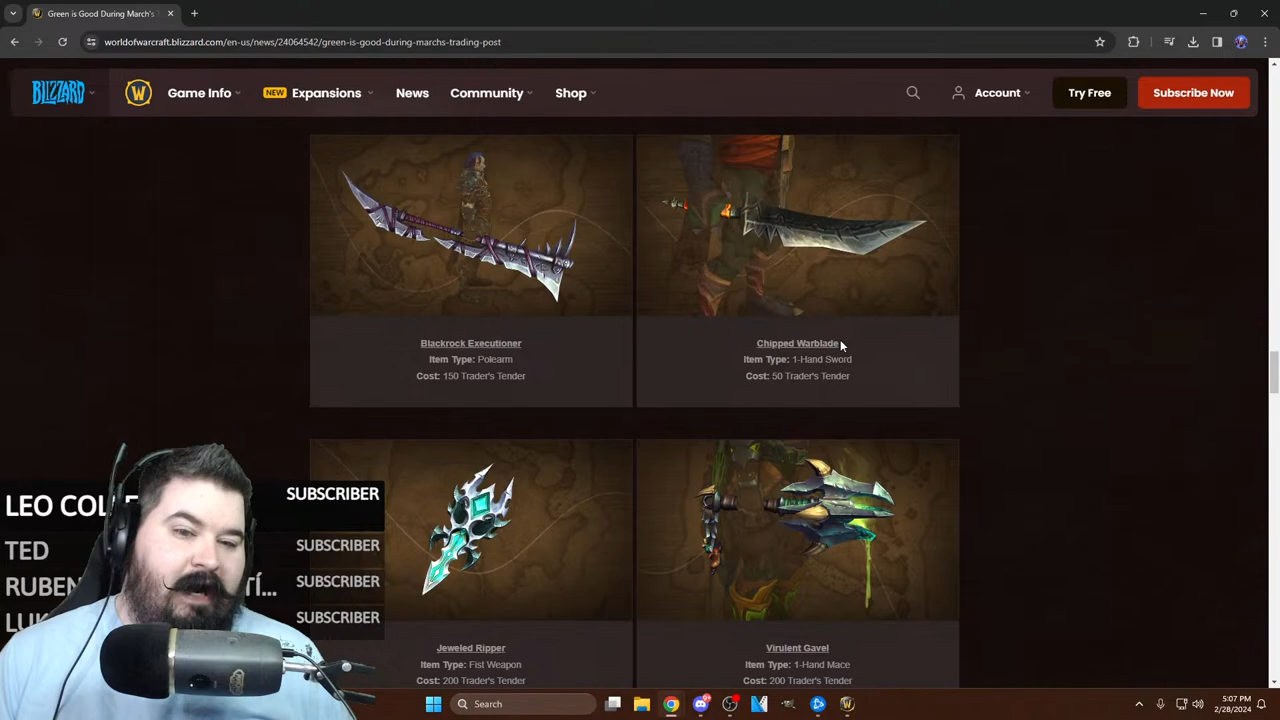 Green is Good During March's T
worldofwarcraft.blizzard.com/en-us/news/24064542/green-is-good-during-marchs-trading-post
BLIZZARD
W
Game Info
NEW
Expansions
News
Community
Shop
Account
Try Free
Subscribe Now
Blackrock Executioner
Item Type: Polearm
Cost: 150 Trader's Tender
Chipped Warblade
Item Type: 1-Hand Sword
Cost: 50 Trader's Tender
LEO COL
SUBSCRIBER
TED
SUBSCRIBER
RUBEN
TÍ...
SUBSCRIBER
LUK
SUBSCRIBER
Jeweled Ripper
Item Type: Fist Weapon
Cost: 200 Trader's Tender
Virulent Gavel
Item Type: 1-Hand Mace
Cost: 200 Trader's Tender
Search
5:07 PM
2/28/2024